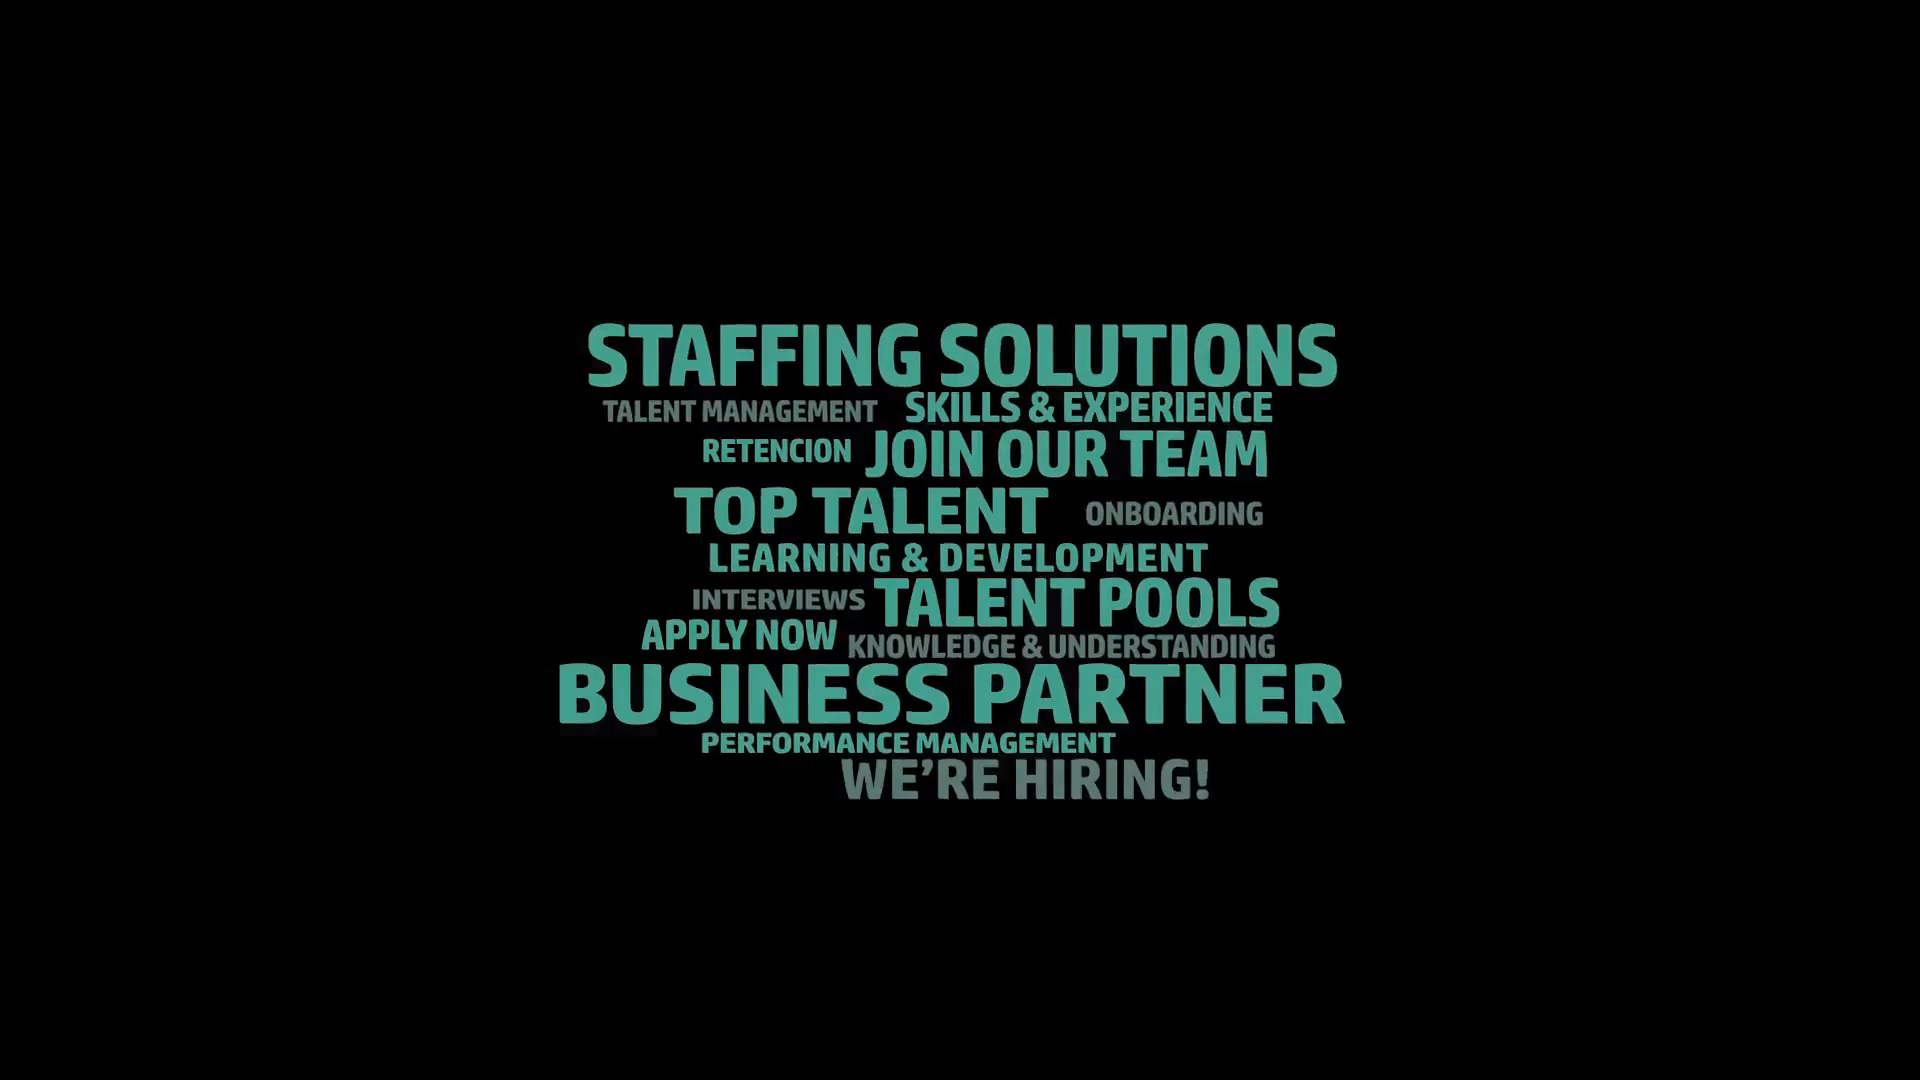 STAFFING SOLUTIONS
TALENT MANAGEMENT SKILLS & EXPERIENCE
RETENCION JOIN OUR TEAM
TOP TALENT ONBOARDING
LEARNING & DEVELOPMENT
INTERVIEWS TALENT POOLS
APPLY NOW KNOWLEDGE & UNDERSTANDING
BUSINESS PARTNER
PERFORMANCE MANAGEMENT
WE’RE HIRING!